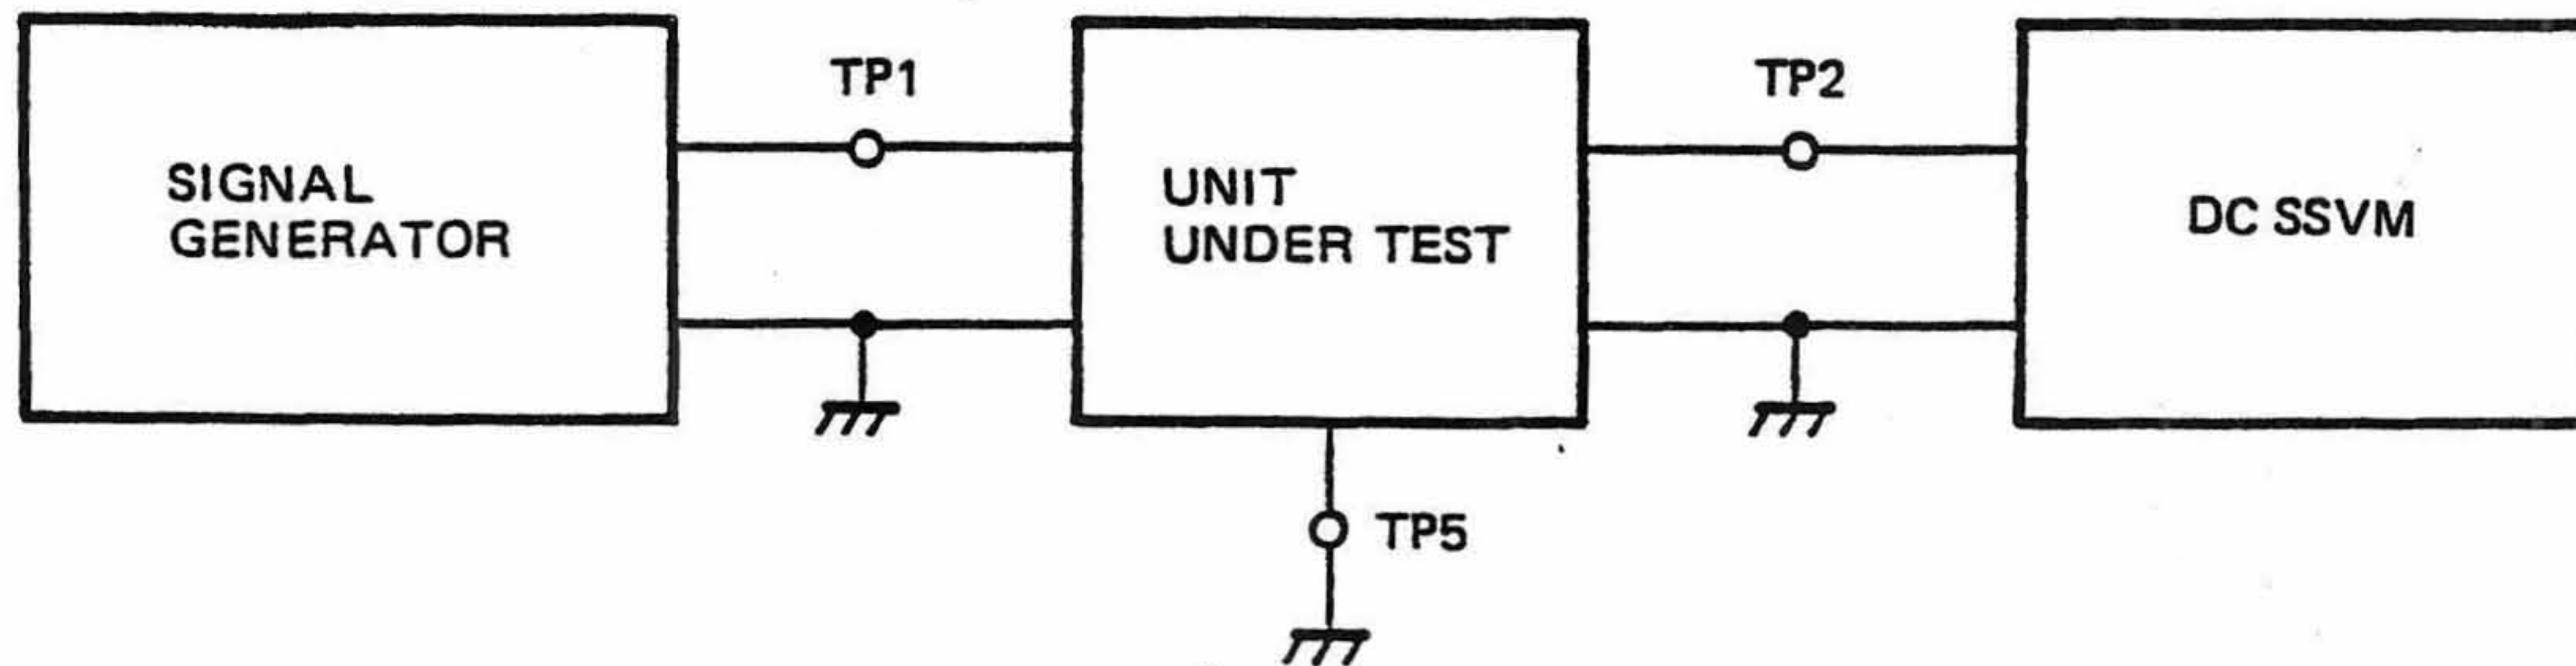 TP1
TP2
SIGNAL
GENERATOR
UNIT
UNDER TEST
DC SSVM
TP5